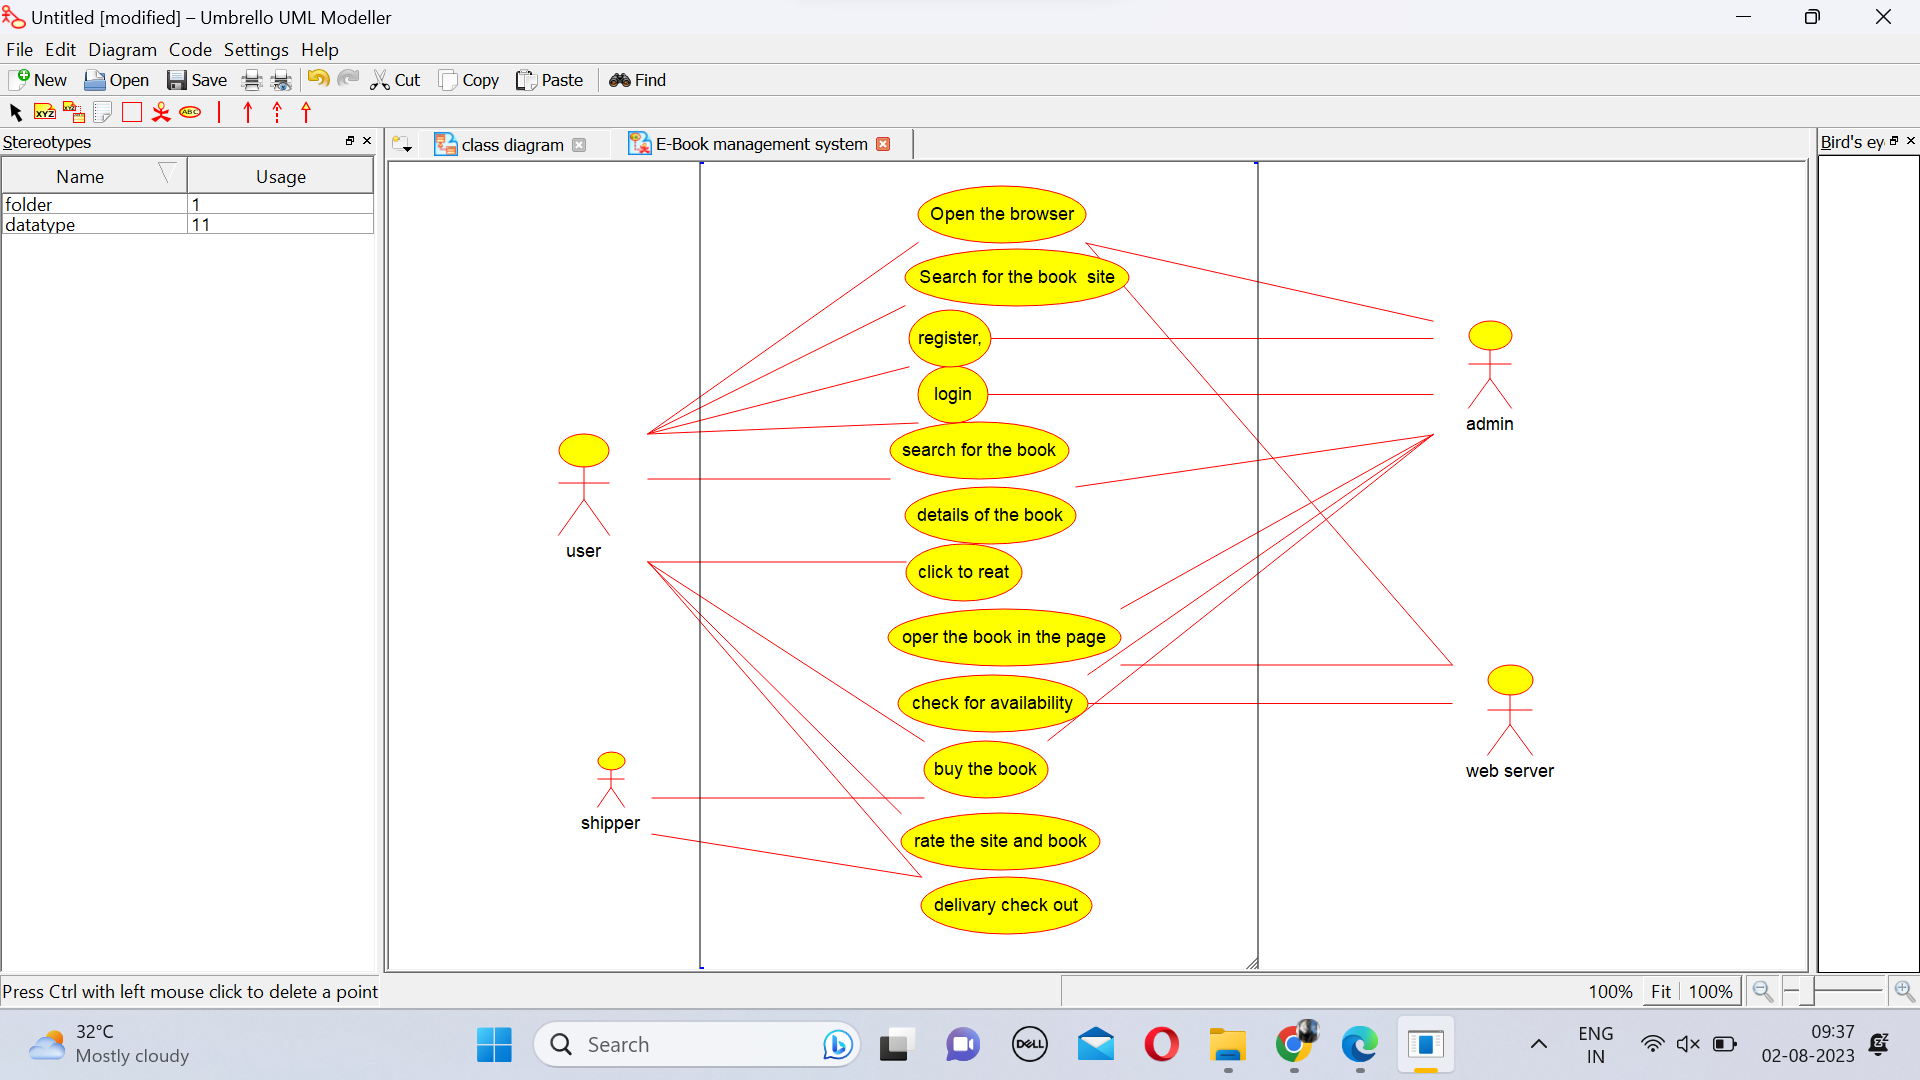 Untitled [modified] – Umbrello UML Modeller
File Edit Diagram Code Settings Help
New Open Save Cut Copy Paste Find
XYZ XYZ ABC
Stereotypes
class diagram
E-Book management system
Bird's ey
Name Usage
folder 1
datatype 11
Open the browser
Search for the book  site
register,
login
search for the book
details of the book
click to reat
oper the book in the page
check for availability
buy the book
rate the site and book
delivary check out
user
shipper
admin
web server
Press Ctrl with left mouse click to delete a point
100% Fit 100%
32°C
Mostly cloudy
Search
DELL
ENG
IN
09:37
02-08-2023